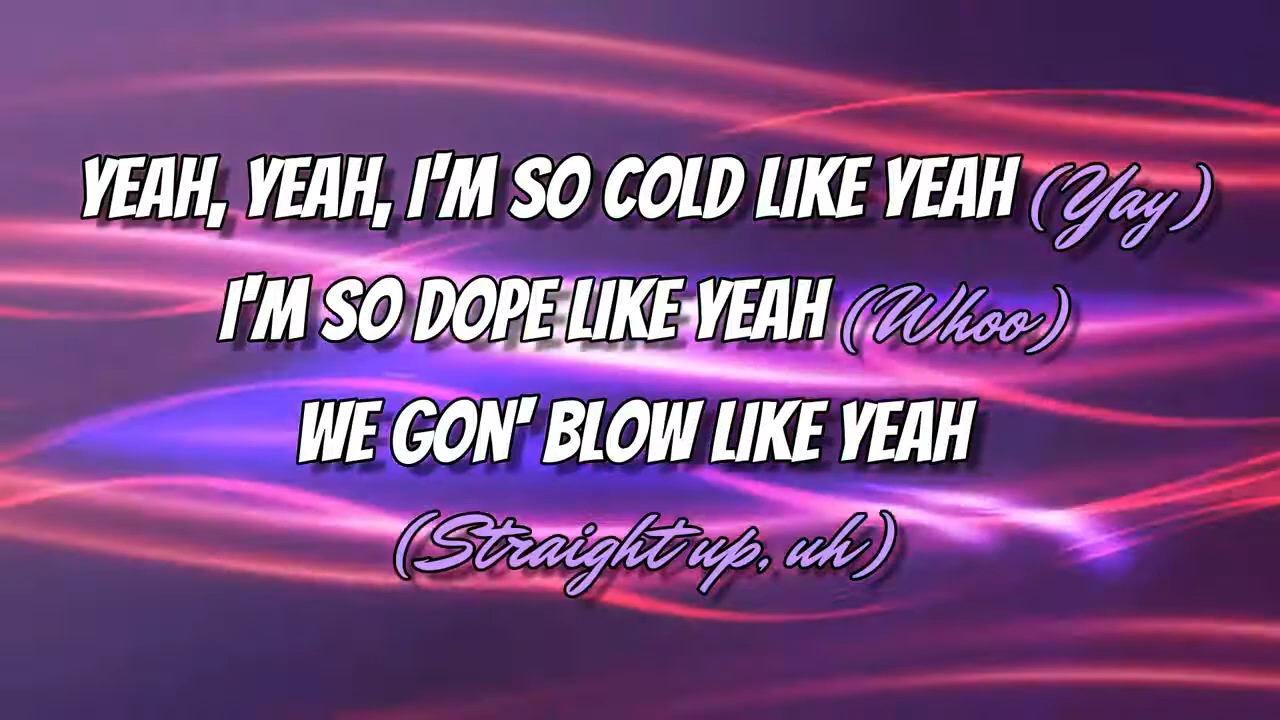 YEAH, YEAH, I'M SO COLD LIKE YEAH (Yay)
I'M SO DOPE LIKE YEAH (Whoo)
WE GON' BLOW LIKE YEAH
(Straight up, uh)